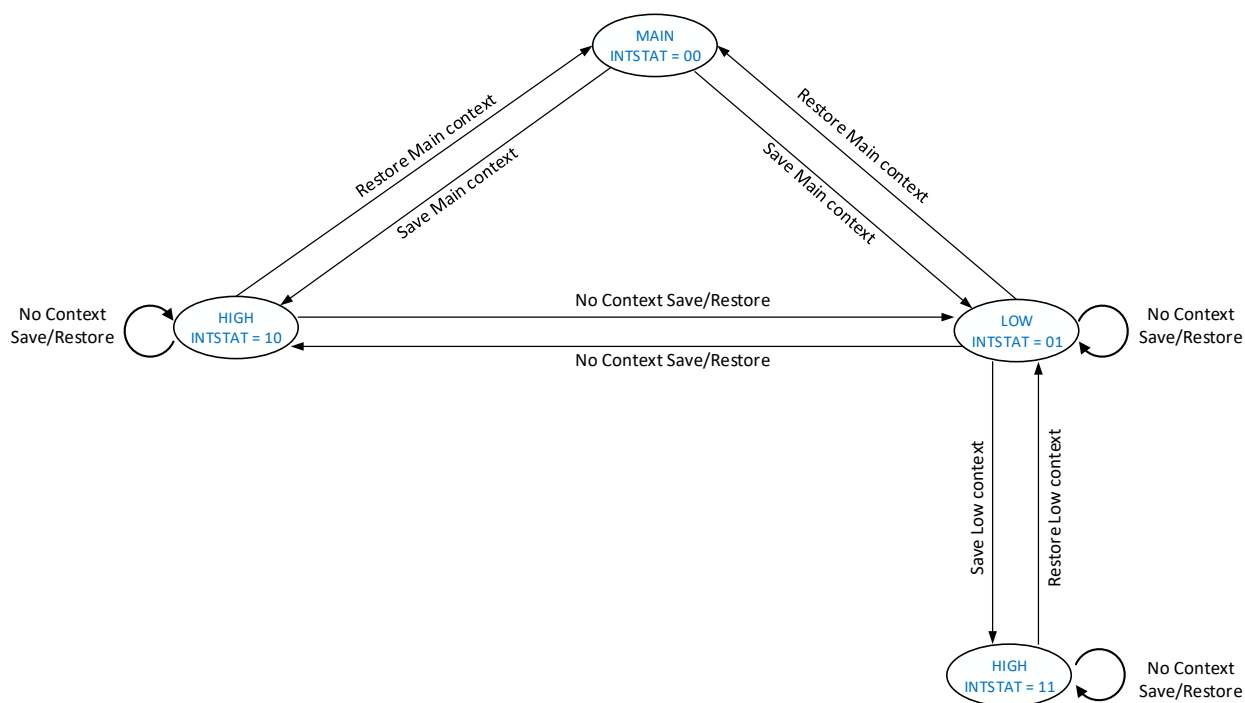 MAIN
INTSTAT = 00
Restore Main context
Save Main context
Save Main context
Restore Main context
No Context
Save/Restore
HIGH
INTSTAT = 10
No Context Save/Restore
No Context Save/Restore
LOW
INTSTAT = 01
No Context
Save/Restore
Save Low context
Restore Low context
HIGH
INTSTAT = 11
No Context
Save/Restore